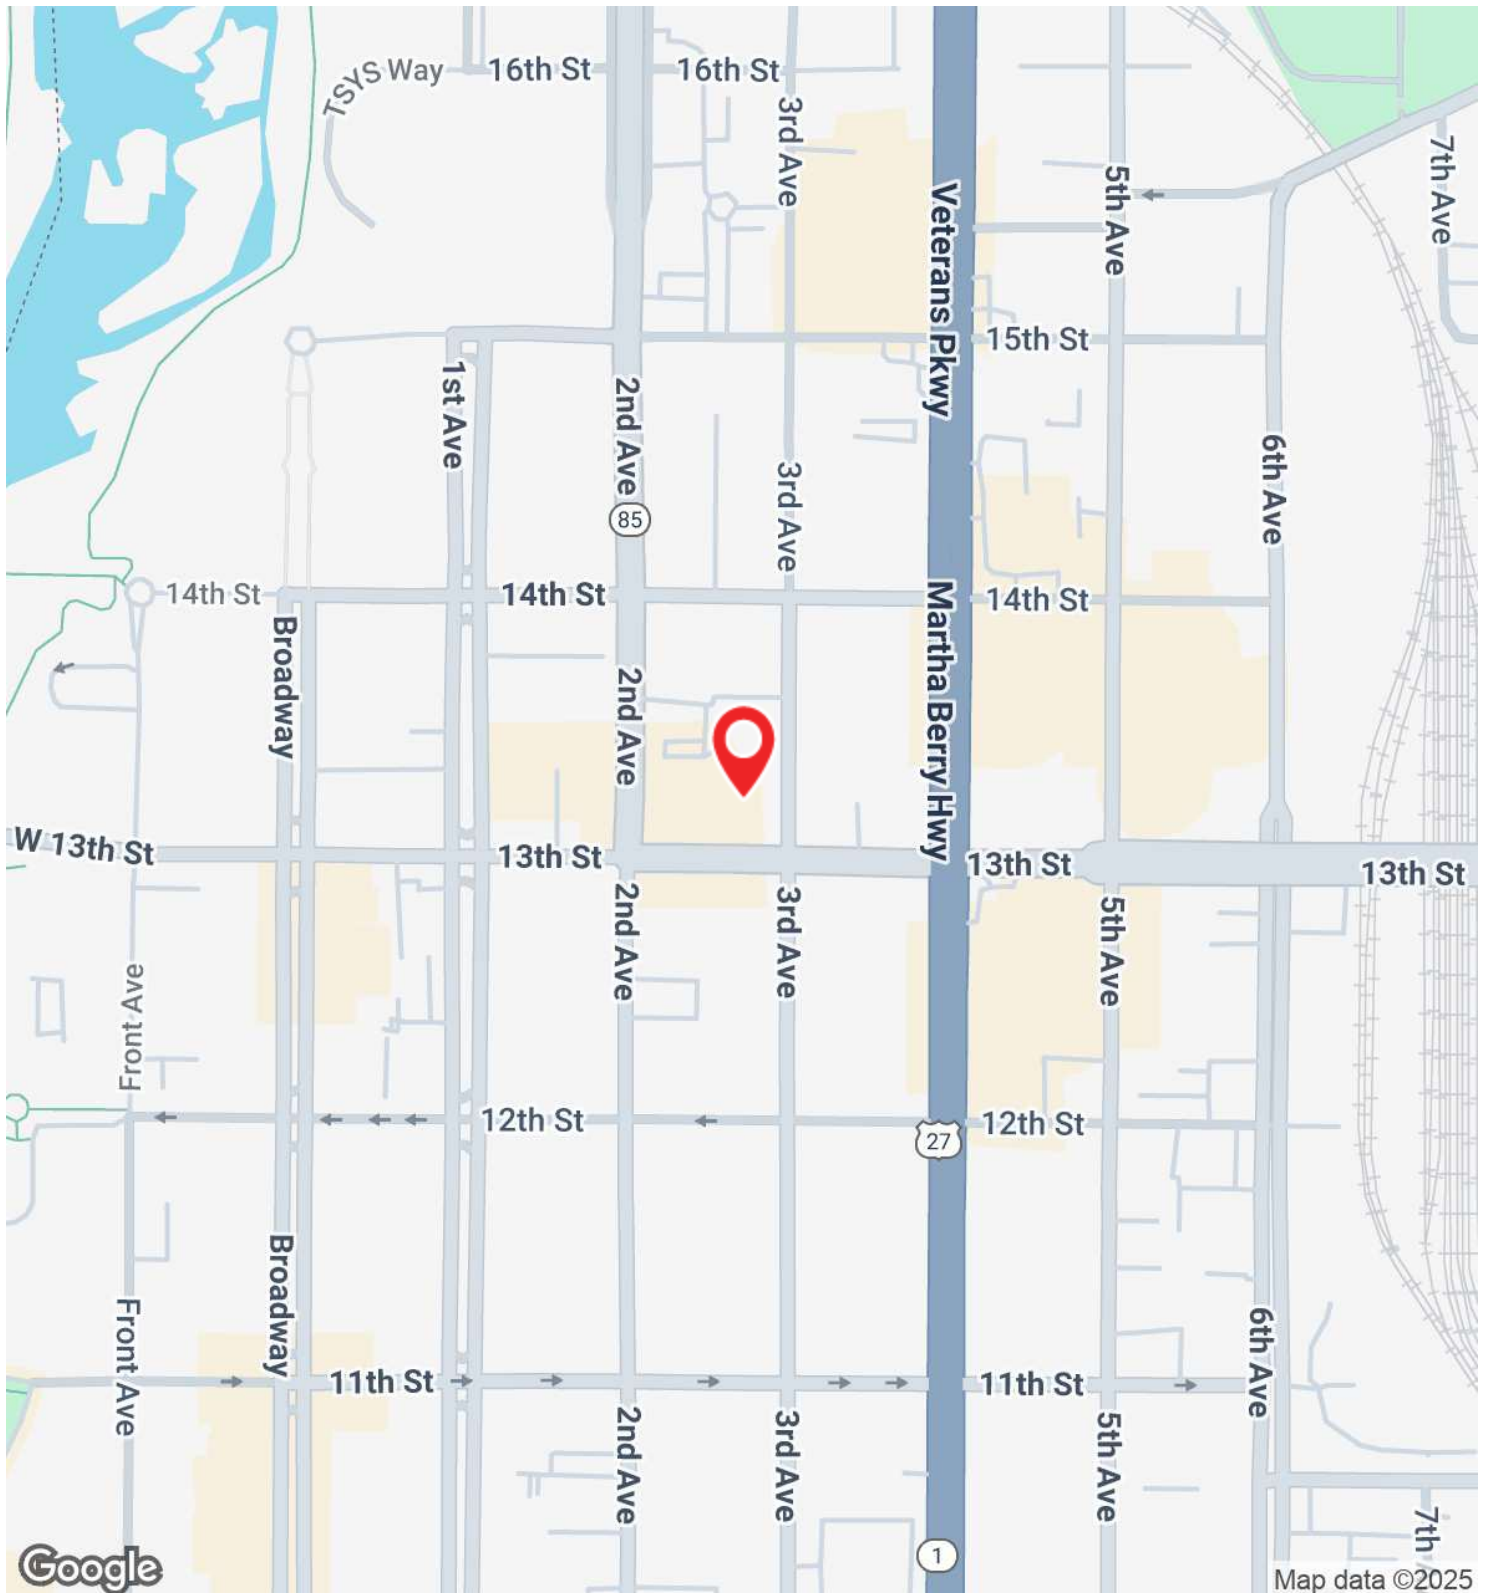 TSYS Way
16th St
16th St
3rd Ave
7th Ave
5th Ave
Veterans Pkwy
15th St
1st Ave
2nd Ave
85
3rd Ave
6th Ave
14th St
14th St
14th St
Broadway
2nd Ave
Martha Berry Hwy
W 13th St
13th St
13th St
13th St
2nd Ave
3rd Ave
5th Ave
Front Ave
12th St
12th St
27
Broadway
Front Ave
11th St
11th St
6th Ave
2nd Ave
3rd Ave
5th Ave
7th
1
Google
Map data ©2025